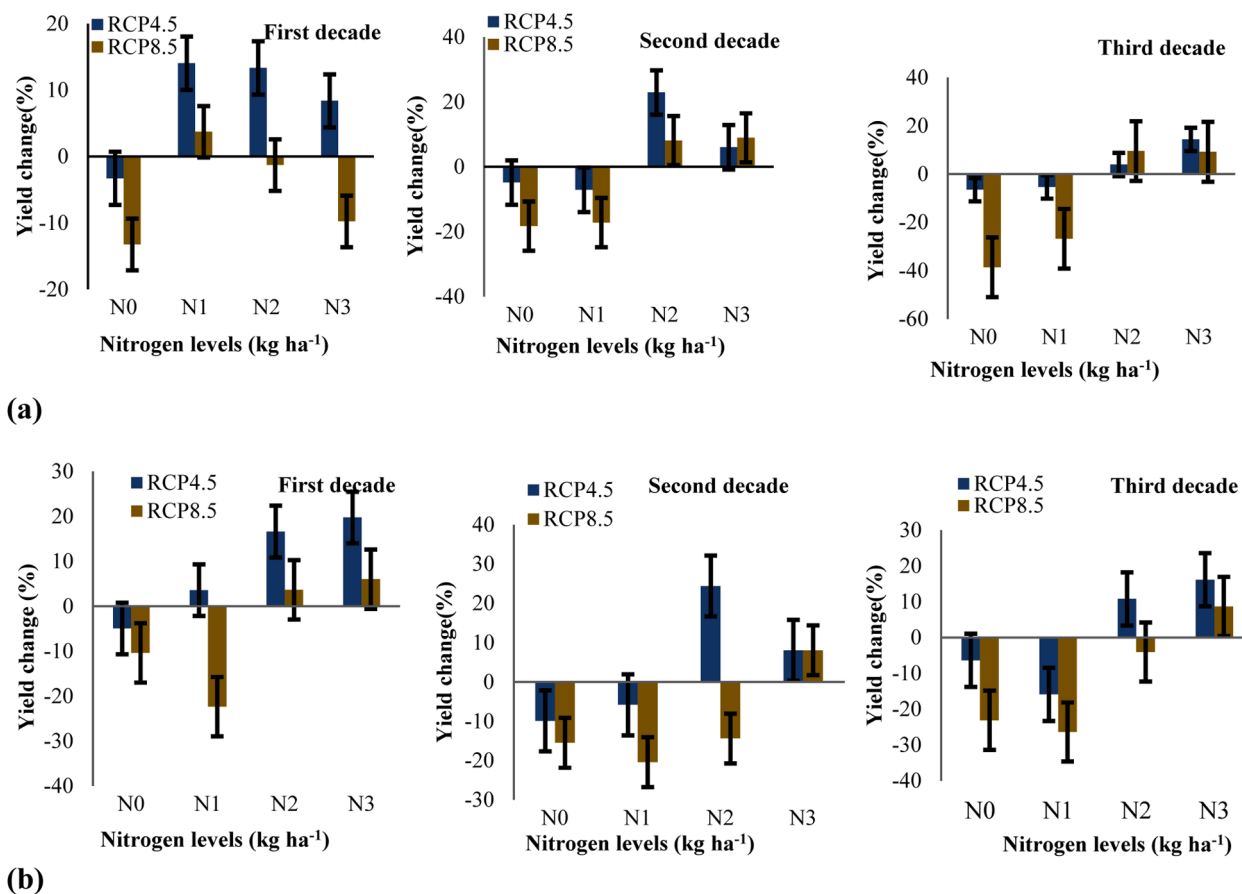 RCP4.5
RCP8.5
First decade
20
10
0
-10
-20
Yield change(%)
N0 N1 N2 N3
Nitrogen levels (kg ha-1)
RCP4.5
RCP8.5
Second decade
40
20
0
-20
-40
Yield change(%)
N0 N1 N2 N3
Nitrogen levels (kg ha-1)
Third decade
40
20
0
-20
-40
-60
Yield change(%)
N0 N1 N2 N3
Nitrogen levels (kg ha-1)
(a)
RCP4.5
RCP8.5
First decade
30
20
10
0
-10
-20
-30
-40
Yield change (%)
N0 N1 N2 N3
Nitrogen levels (kg ha-1)
RCP4.5
RCP8.5
Second decade
40
30
20
10
0
-10
-20
-30
Yield change(%)
N0 N1 N2 N3
Nitrogen levels (kg ha-1)
RCP4.5
RCP8.5
Third decade
30
20
10
0
-10
-20
-30
-40
Yield change(%)
N0 N1 N2 N3
Nitrogen levels (kg ha-1)
(b)